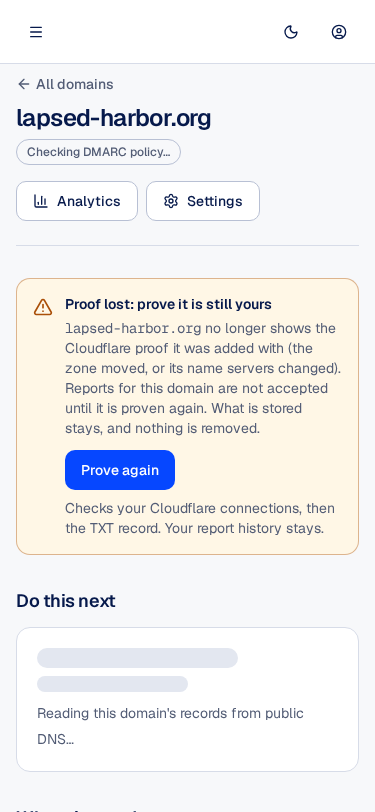 All domains
lapsed-harbor.org
Checking DMARC policy…
Analytics
Settings
Proof lost: prove it is still yours
lapsed-harbor.org no longer shows the
Cloudflare proof it was added with (the
zone moved, or its name servers changed).
Reports for this domain are not accepted
until it is proven again. What is stored
stays, and nothing is removed.
Prove again
Checks your Cloudflare connections, then
the TXT record. Your report history stays.
Do this next
Reading this domain's records from public
DNS…